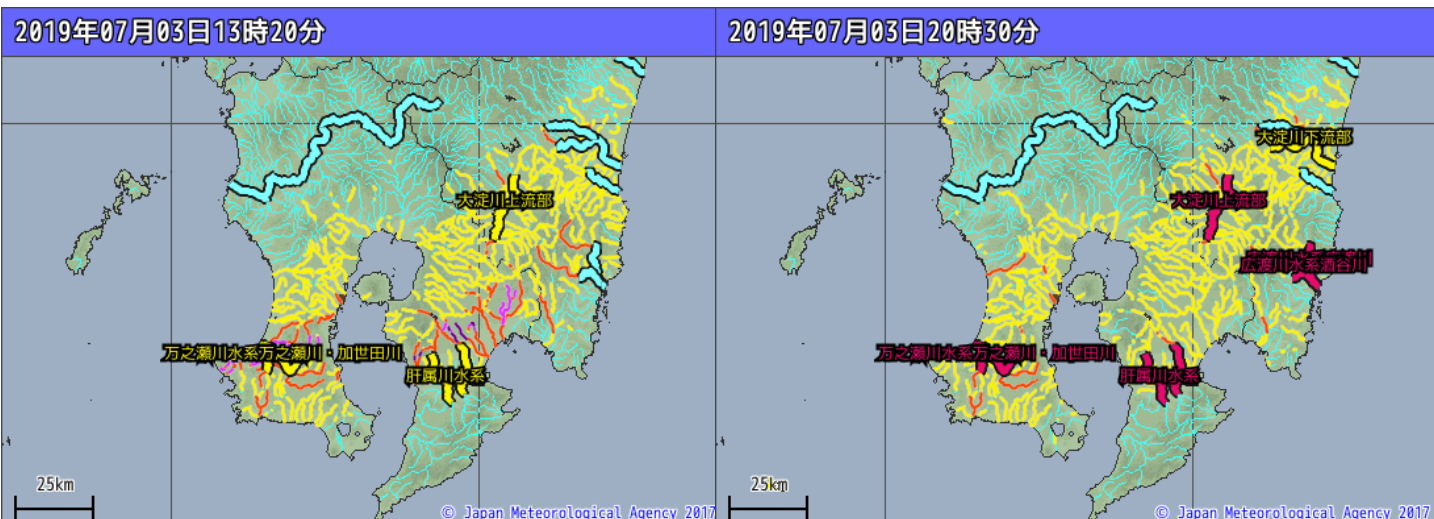 2019年07月03日13時20分
大淀川上流部
万之瀬川水系万之瀬川・加世田川
肝属川水系
25km
© Japan Meteorological Agency 2017
2019年07月03日20時30分
大淀川下流部
大淀川上流部
広渡川水系酒谷川
万之瀬川水系万之瀬川・加世田川
肝属川水系
25km
© Japan Meteorological Agency 2017